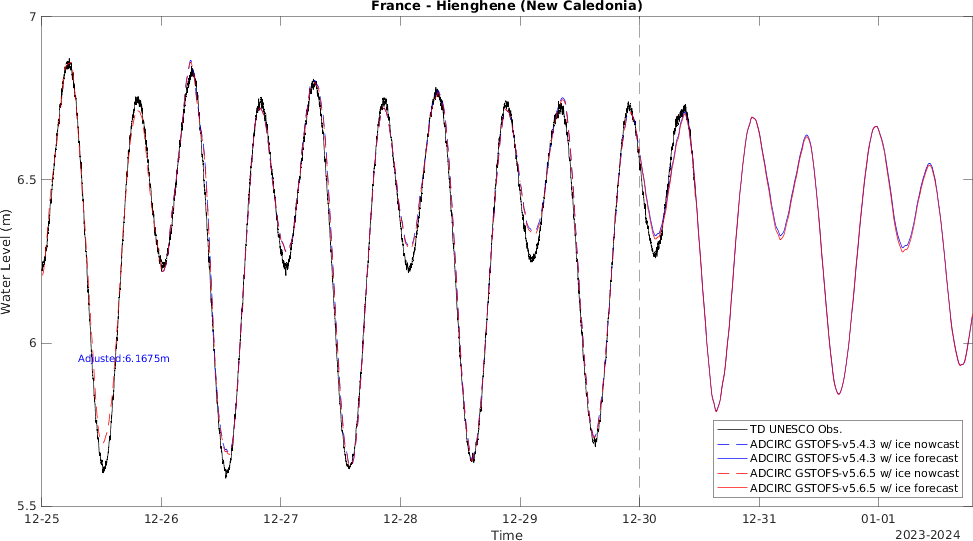 France - Hienghene (New Caledonia)
7
6.5
6
5.5
Water Level (m)
Adjusted:6.1675m
TD UNESCO Obs.
ADCIRC GSTOFS-v5.4.3 w/ ice nowcast
ADCIRC GSTOFS-v5.4.3 w/ ice forecast
ADCIRC GSTOFS-v5.6.5 w/ ice nowcast
ADCIRC GSTOFS-v5.6.5 w/ ice forecast
12-25 12-26 12-27 12-28 12-29 12-30 12-31 01-01
Time
2023-2024